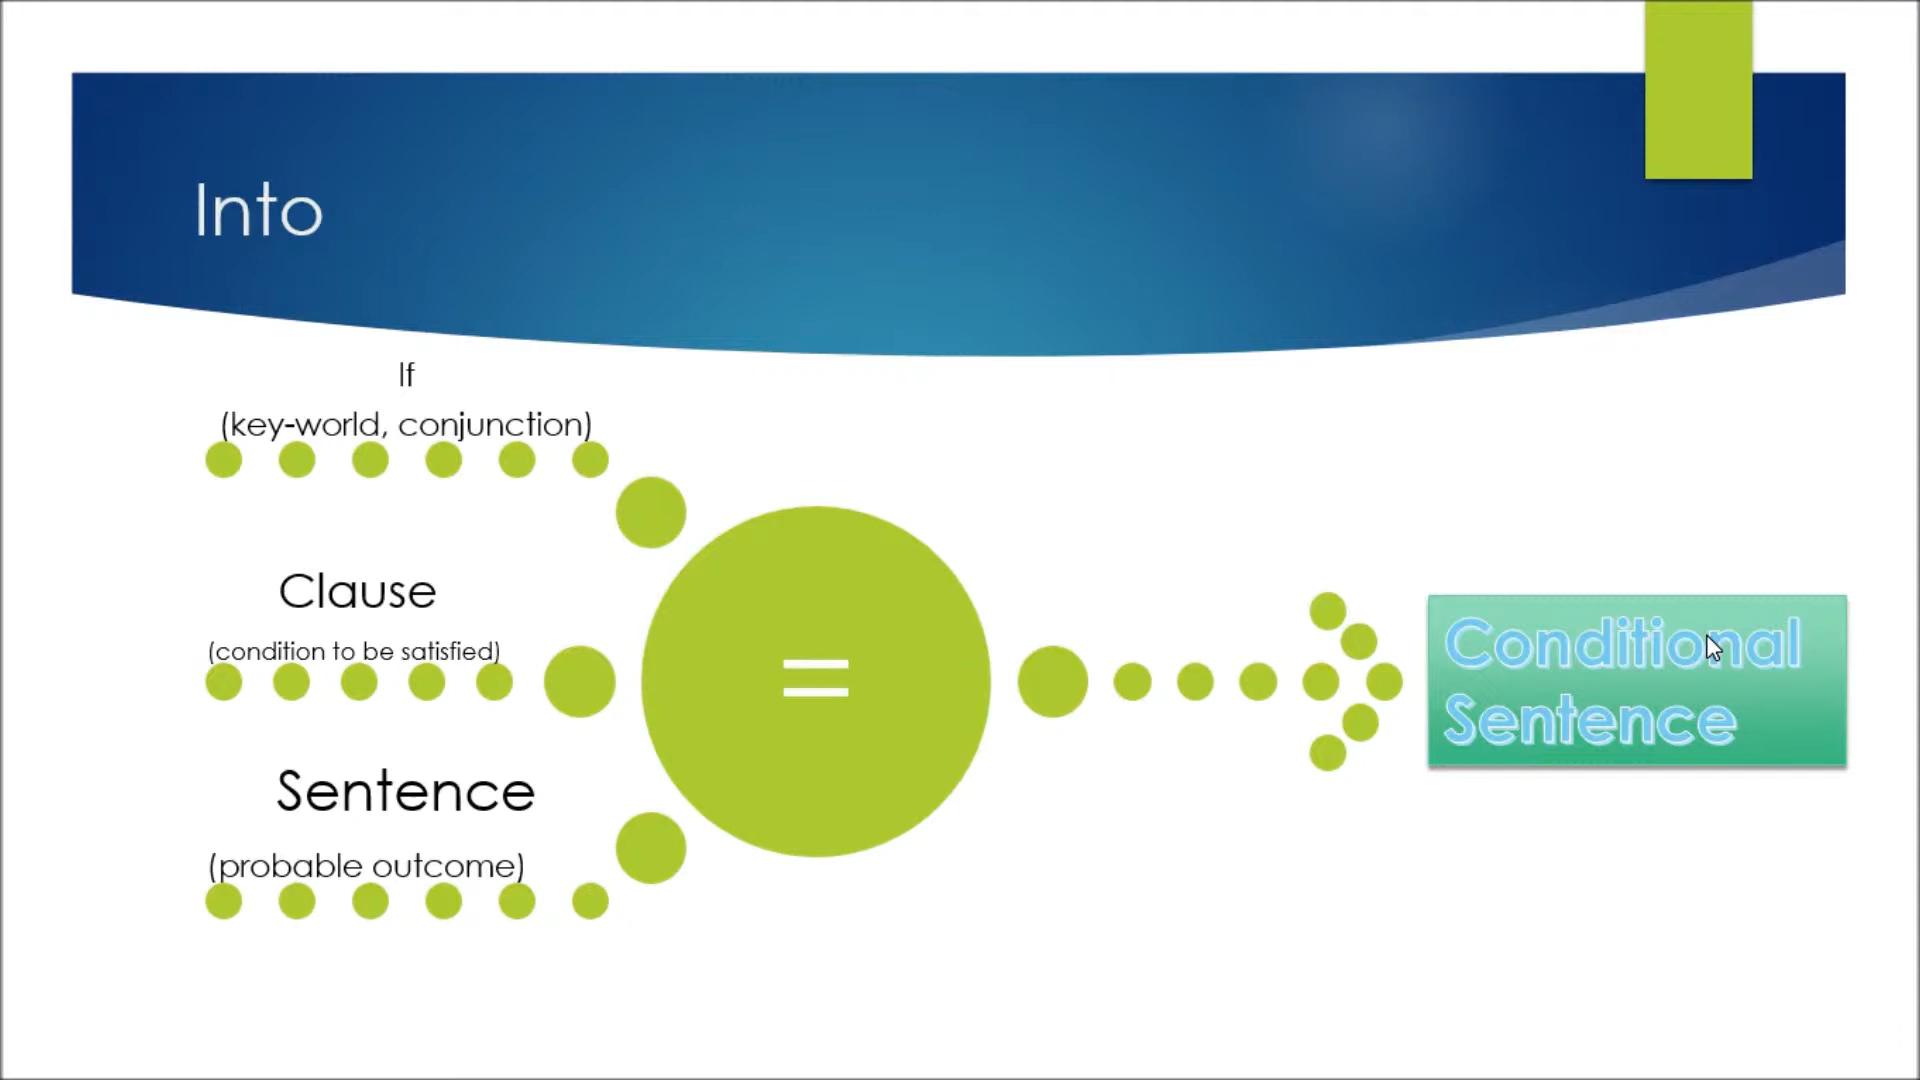 Into
If
(key-world, conjunction)
Clause
(condition to be satisfied)
Sentence
(probable outcome)
=
Conditional
Sentence